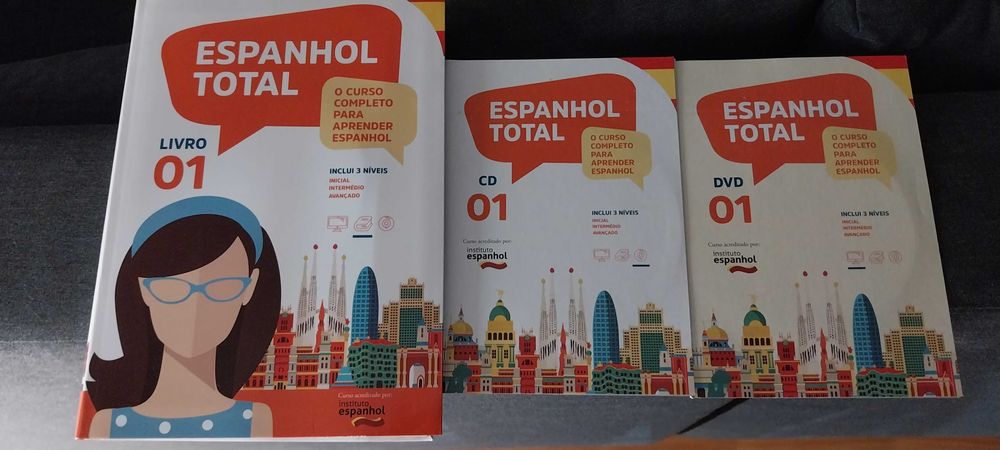 ESPANHOL
TOTAL
O CURSO
COMPLETO
PARA
APRENDER
ESPANHOL
LIVRO
01
INCLUI 3 NÍVEIS
INICIAL
INTERMÉDIO
AVANÇADO
Curso acreditado por:
instituto
espanhol
ESPANHOL
TOTAL
O CURSO
COMPLETO
PARA
APRENDER
ESPANHOL
CD
01
INCLUI 3 NÍVEIS
INICIAL
INTERMÉDIO
AVANÇADO
Curso acreditado por:
instituto
espanhol
ESPANHOL
TOTAL
O CURSO
COMPLETO
PARA
APRENDER
ESPANHOL
DVD
01
INCLUI 3 NÍVEIS
INICIAL
INTERMÉDIO
AVANÇADO
Curso acreditado por:
instituto
espanhol